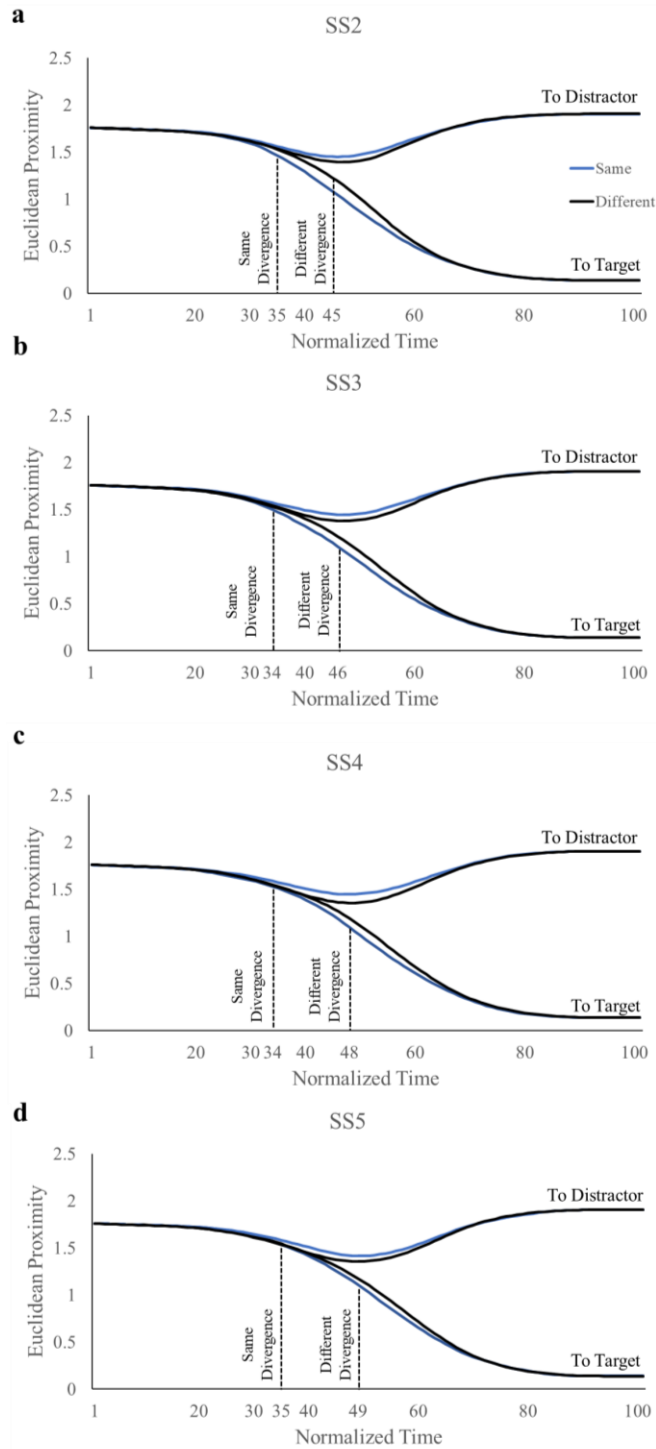 a
SS2
Euclidean Proximity
2.5
2
1.5
1
0.5
0
To Distractor
Same
Different
To Target
Same
Divergence
Different
Divergence
1 20 30 35 40 45 60 80 100
Normalized Time
b
SS3
Euclidean Proximity
2.5
2
1.5
1
0.5
0
To Distractor
To Target
Same
Divergence
Different
Divergence
1 20 30 34 40 46 60 80 100
Normalized Time
c
SS4
Euclidean Proximity
2.5
2
1.5
1
0.5
0
To Distractor
To Target
Same
Divergence
Different
Divergence
1 20 30 34 40 48 60 80 100
Normalized Time
d
SS5
Euclidean Proximity
2.5
2
1.5
1
0.5
0
To Distractor
To Target
Same
Divergence
Different
Divergence
1 20 30 35 40 49 60 80 100
Normalized Time